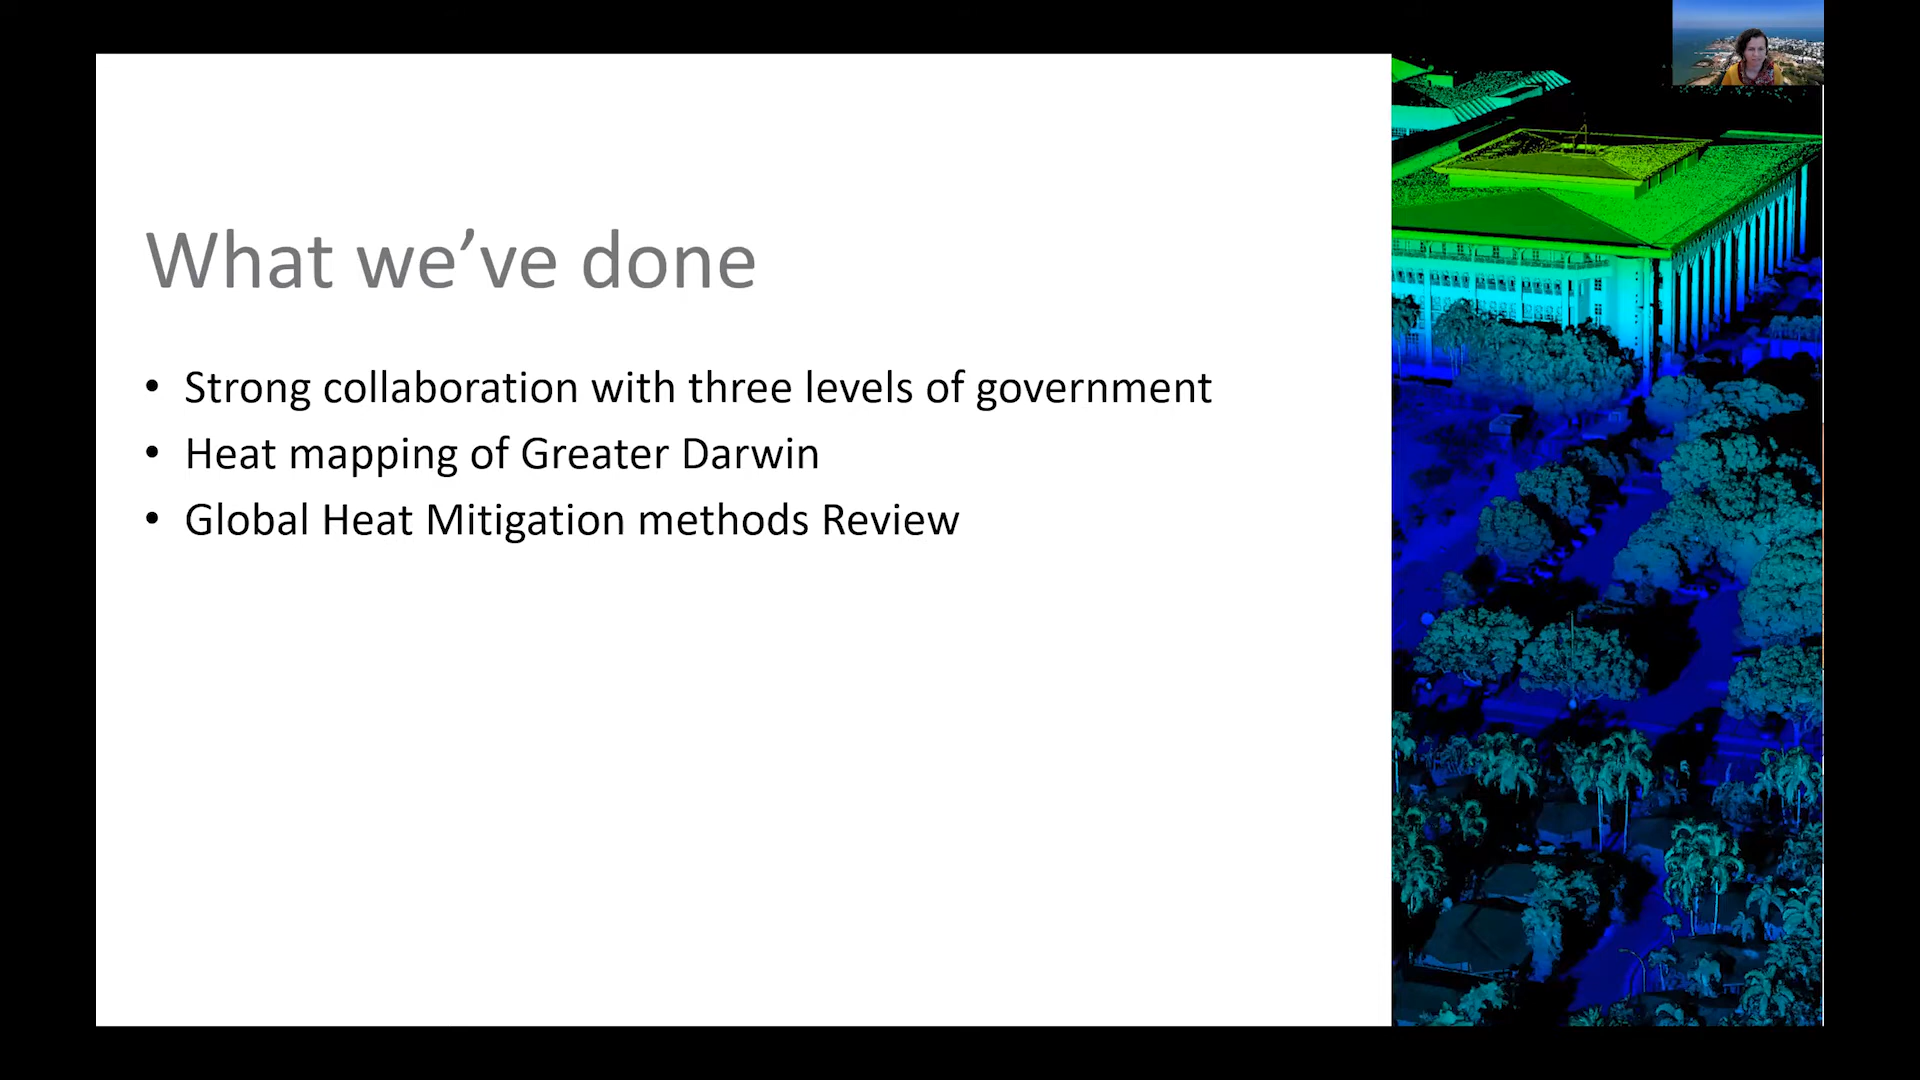 What we’ve done
• Strong collaboration with three levels of government
• Heat mapping of Greater Darwin
• Global Heat Mitigation methods Review